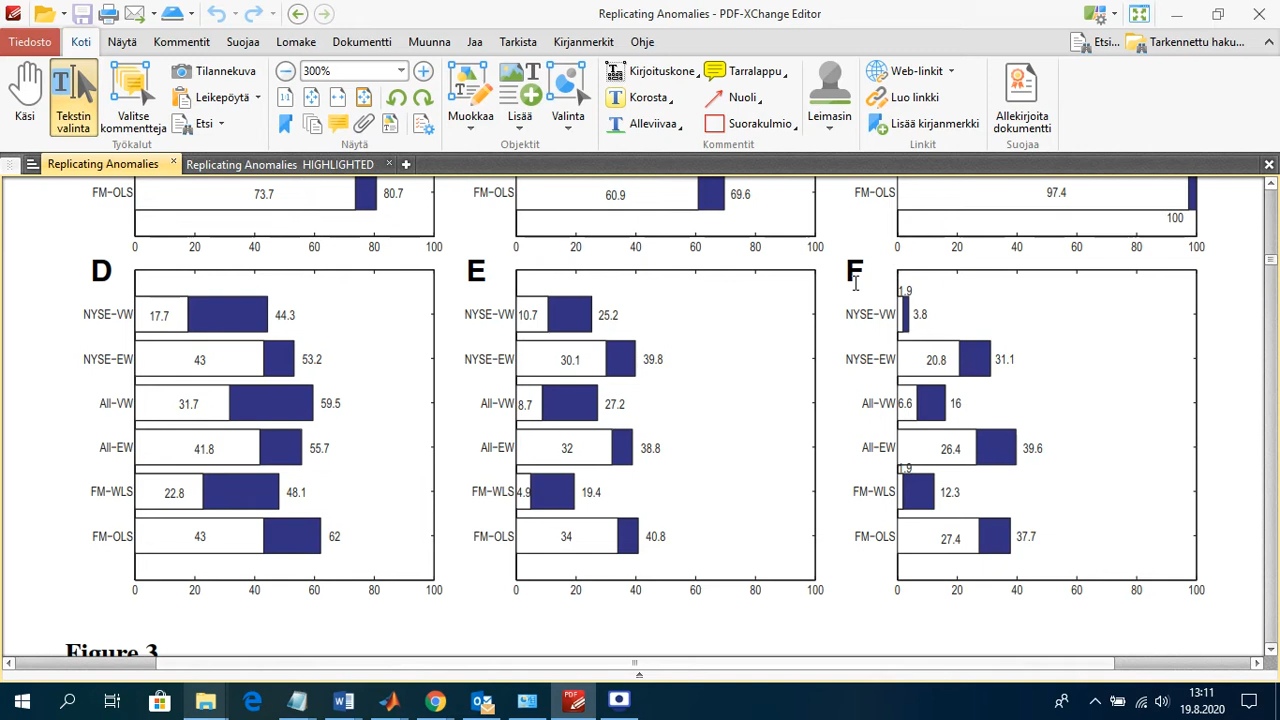 Replicating Anomalies - PDF-XChange Editor
Tiedosto Koti Näytä Kommentit Suojaa Lomake Dokumentti Muunna Jaa Tarkista Kirjanmerkit Ohje Etsi... Tarkennettu haku...
Käsi
Tekstin valinta
Valitse kommentteja
Tilannekuva
Leikepöytä
Etsi
Työkalut
300%
Näytä
Muokkaa
Lisää
Valinta
Objektit
Kirjoituskone
Korosta
Alleviivaa
Tarralappu
Nuoli
Suorakulmio
Leimasin
Kommentit
Web-linkit
Luo linkki
Lisää kirjanmerkki
Linkit
Allekirjoita dokumentti
Suojaa
Replicating Anomalies
Replicating Anomalies HIGHLIGHTED
FM-OLS 73.7 80.7
0 20 40 60 80 100
FM-OLS 60.9 69.6
0 20 40 60 80 100
FM-OLS 97.4
100
0 20 40 60 80 100
D
NYSE-VW 17.7 44.3
NYSE-EW 43 53.2
All-VW 31.7 59.5
All-EW 41.8 55.7
FM-WLS 22.8 48.1
FM-OLS 43 62
0 20 40 60 80 100
E
NYSE-VW 10.7 25.2
NYSE-EW 30.1 39.8
All-VW 8.7 27.2
All-EW 32 38.8
FM-WLS 4.9 19.4
FM-OLS 34 40.8
0 20 40 60 80 100
F
1.9
NYSE-VW 3.8
NYSE-EW 20.8 31.1
All-VW 6.6 16
All-EW 26.4 39.6
1.9
FM-WLS 12.3
FM-OLS 27.4 37.7
0 20 40 60 80 100
Figure 3
13:11
19.8.2020